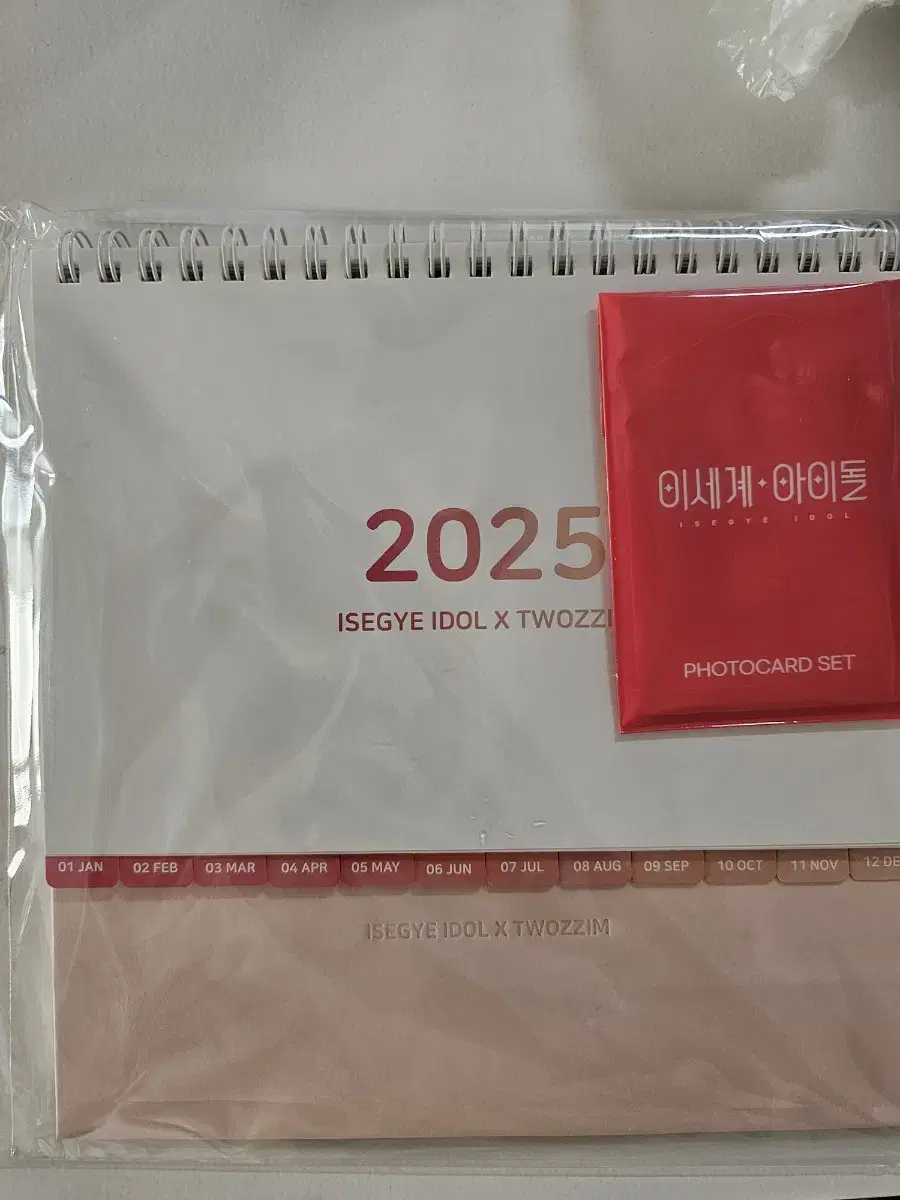 2025
ISEGYE IDOL X TWOZZI
이세계 아이돌
ISEGYE IDOL
PHOTOCARD SET
01 JAN 02 FEB 03 MAR 04 APR 05 MAY 06 JUN 07 JUL 08 AUG 09 SEP 10 OCT 11 NOV 12 DE
ISEGYE IDOL X TWOZZIM